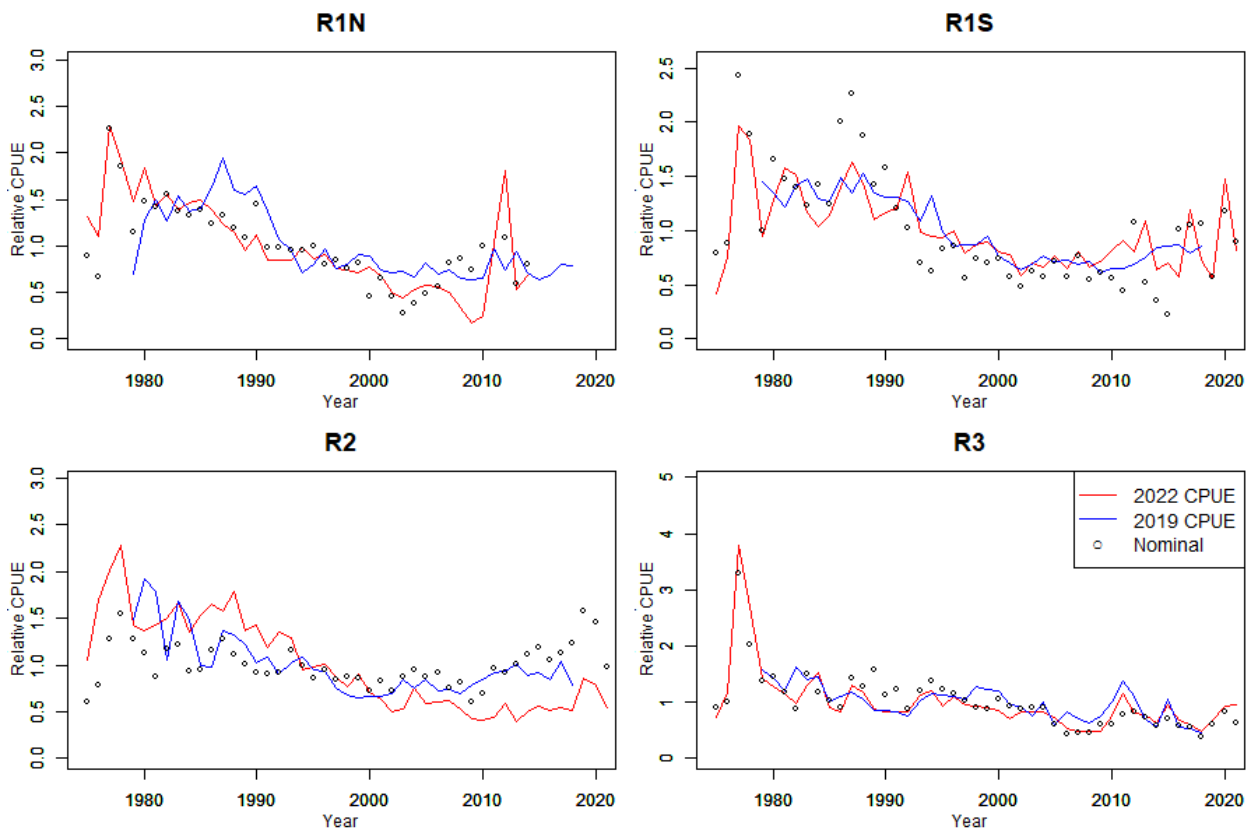 R1N
Relative CPUE
0.0 0.5 1.0 1.5 2.0 2.5 3.0
1980 1990 2000 2010 2020
Year
R1S
Relative CPUE
0.0 0.5 1.0 1.5 2.0 2.5
1980 1990 2000 2010 2020
Year
R2
Relative CPUE
0.0 0.5 1.0 1.5 2.0 2.5 3.0
1980 1990 2000 2010 2020
Year
R3
Relative CPUE
0 1 2 3 4 5
2022 CPUE
2019 CPUE
Nominal
1980 1990 2000 2010 2020
Year